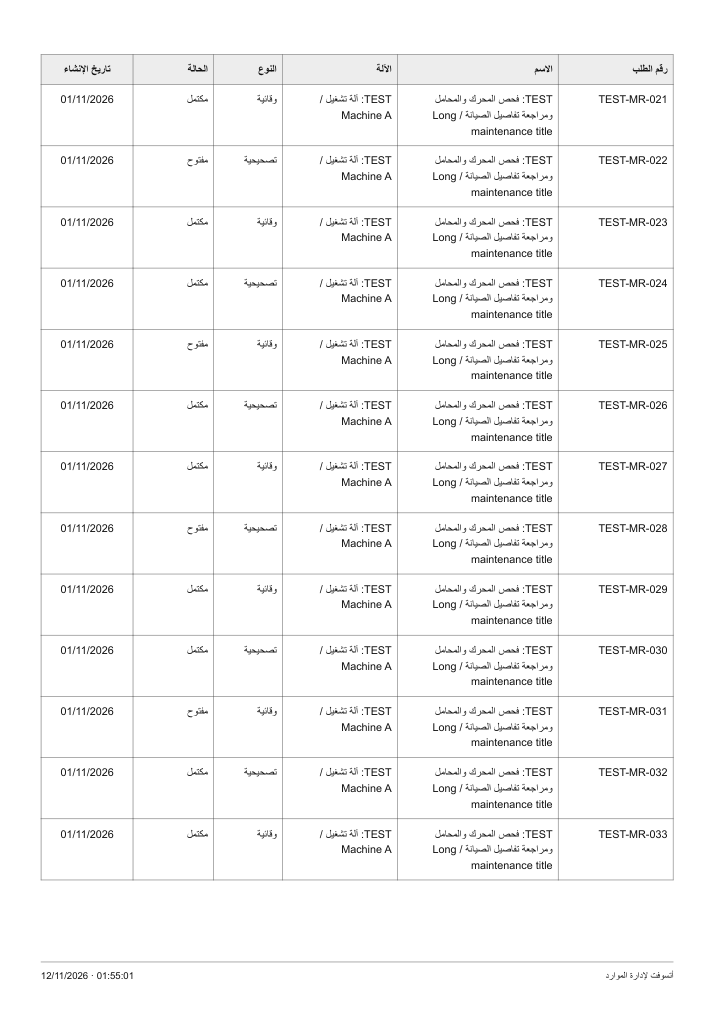 رقم الطلب الاسم الآلة النوع الحالة تاريخ الإنشاء
TEST-MR-021 TEST: فحص المحرك والمحامل TEST: آلة تشغيل / وقائية مكتمل 01/11/2026
ومراجعة تفاصيل الصيانة / Long Machine A
maintenance title
TEST-MR-022 TEST: فحص المحرك والمحامل TEST: آلة تشغيل / تصحيحية مفتوح 01/11/2026
ومراجعة تفاصيل الصيانة / Long Machine A
maintenance title
TEST-MR-023 TEST: فحص المحرك والمحامل TEST: آلة تشغيل / وقائية مكتمل 01/11/2026
ومراجعة تفاصيل الصيانة / Long Machine A
maintenance title
TEST-MR-024 TEST: فحص المحرك والمحامل TEST: آلة تشغيل / تصحيحية مكتمل 01/11/2026
ومراجعة تفاصيل الصيانة / Long Machine A
maintenance title
TEST-MR-025 TEST: فحص المحرك والمحامل TEST: آلة تشغيل / وقائية مفتوح 01/11/2026
ومراجعة تفاصيل الصيانة / Long Machine A
maintenance title
TEST-MR-026 TEST: فحص المحرك والمحامل TEST: آلة تشغيل / تصحيحية مكتمل 01/11/2026
ومراجعة تفاصيل الصيانة / Long Machine A
maintenance title
TEST-MR-027 TEST: فحص المحرك والمحامل TEST: آلة تشغيل / وقائية مكتمل 01/11/2026
ومراجعة تفاصيل الصيانة / Long Machine A
maintenance title
TEST-MR-028 TEST: فحص المحرك والمحامل TEST: آلة تشغيل / تصحيحية مفتوح 01/11/2026
ومراجعة تفاصيل الصيانة / Long Machine A
maintenance title
TEST-MR-029 TEST: فحص المحرك والمحامل TEST: آلة تشغيل / وقائية مكتمل 01/11/2026
ومراجعة تفاصيل الصيانة / Long Machine A
maintenance title
TEST-MR-030 TEST: فحص المحرك والمحامل TEST: آلة تشغيل / تصحيحية مكتمل 01/11/2026
ومراجعة تفاصيل الصيانة / Long Machine A
maintenance title
TEST-MR-031 TEST: فحص المحرك والمحامل TEST: آلة تشغيل / وقائية مفتوح 01/11/2026
ومراجعة تفاصيل الصيانة / Long Machine A
maintenance title
TEST-MR-032 TEST: فحص المحرك والمحامل TEST: آلة تشغيل / تصحيحية مكتمل 01/11/2026
ومراجعة تفاصيل الصيانة / Long Machine A
maintenance title
TEST-MR-033 TEST: فحص المحرك والمحامل TEST: آلة تشغيل / وقائية مكتمل 01/11/2026
ومراجعة تفاصيل الصيانة / Long Machine A
maintenance title
أتسوفت لإدارة الموارد 12/11/2026 · 01:55:01